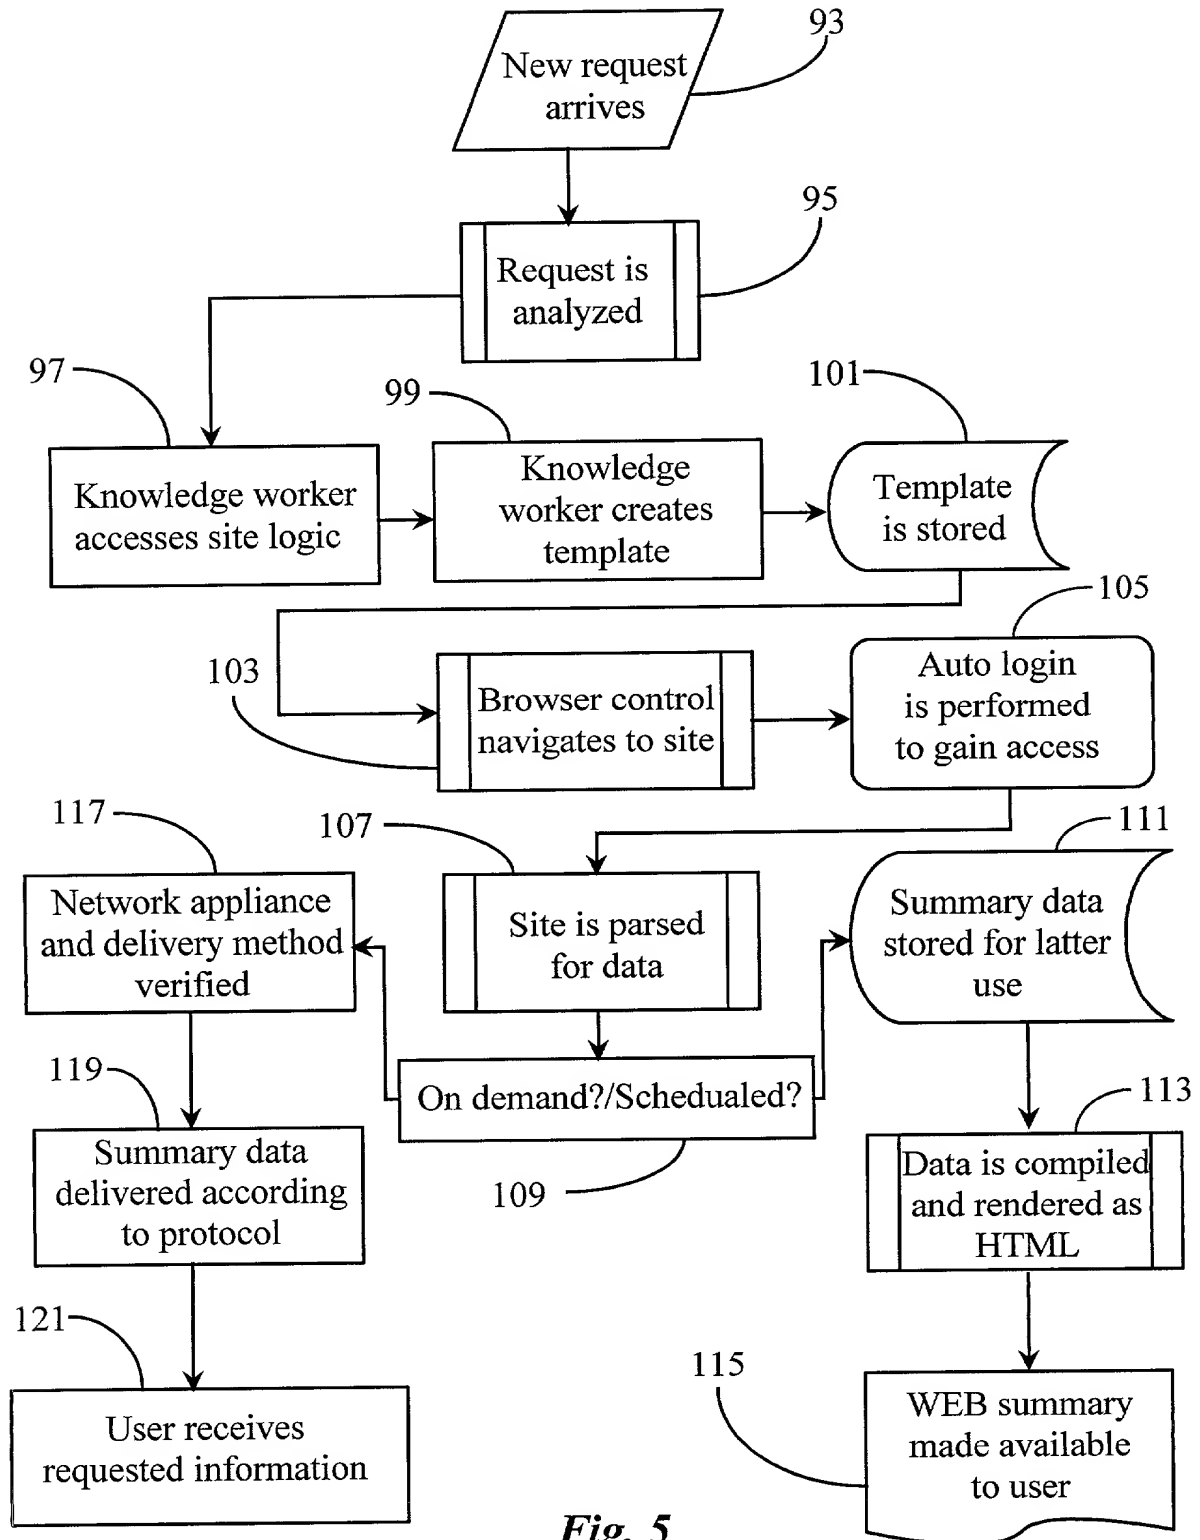 93
New request
arrives
95
Request is
analyzed
97
Knowledge worker
accesses site logic
99
Knowledge
worker creates
template
101
Template
is stored
103
Browser control
navigates to site
105
Auto login
is performed
to gain access
107
Site is parsed
for data
109
On demand?/Schedualed?
111
Summary data
stored for latter
use
113
Data is compiled
and rendered as
HTML
115
WEB summary
made available
to user
117
Network appliance
and delivery method
verified
119
Summary data
delivered according
to protocol
121
User receives
requested information
Fig. 5